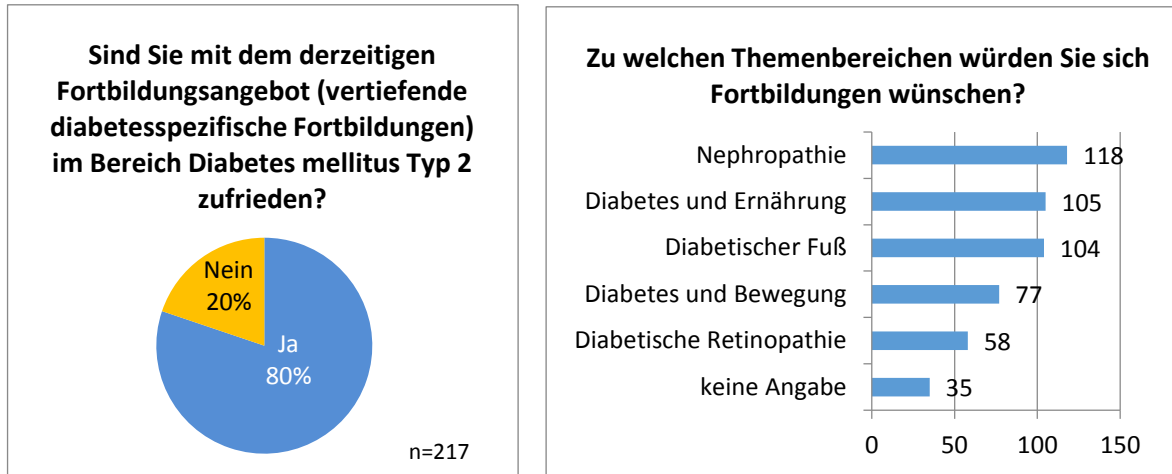 Sind Sie mit dem derzeitigen
Fortbildungsangebot (vertiefende
diabetesspezifische Fortbildungen)
im Bereich Diabetes mellitus Typ 2
zufrieden?
Nein
20%
Ja
80%
n=217
Zu welchen Themenbereichen würden Sie sich
Fortbildungen wünschen?
Nephropathie 118
Diabetes und Ernährung 105
Diabetischer Fuß 104
Diabetes und Bewegung 77
Diabetische Retinopathie 58
keine Angabe 35
0 50 100 150